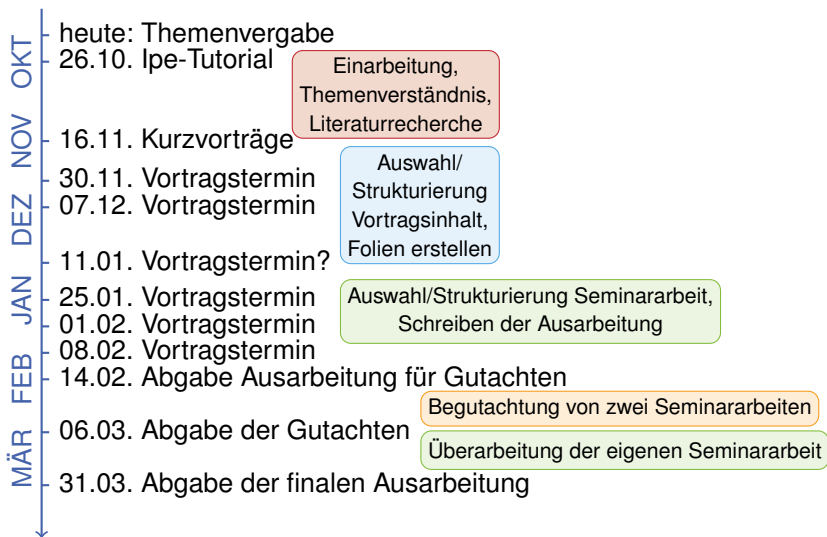 OKT
NOV
DEZ
JAN
FEB
MÄR
heute: Themenvergabe
26.10. Ipe-Tutorial
Einarbeitung,
Themenverständnis,
Literaturrecherche
16.11. Kurzvorträge
30.11. Vortragstermin
07.12. Vortragstermin
Auswahl/
Strukturierung
Vortragsinhalt,
Folien erstellen
11.01. Vortragstermin?
25.01. Vortragstermin
01.02. Vortragstermin
08.02. Vortragstermin
Auswahl/Strukturierung Seminararbeit,
Schreiben der Ausarbeitung
14.02. Abgabe Ausarbeitung für Gutachten
Begutachtung von zwei Seminararbeiten
06.03. Abgabe der Gutachten
Überarbeitung der eigenen Seminararbeit
31.03. Abgabe der finalen Ausarbeitung